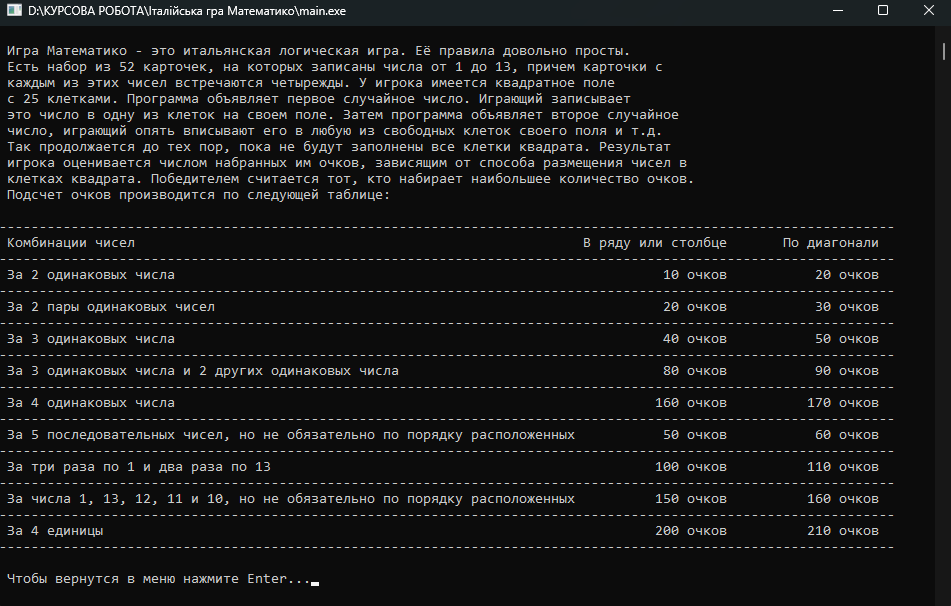 D:\КУРСОВА РОБОТА\Італійська гра Математико\main.exe
Игра Математико - это итальянская логическая игра. Её правила довольно просты.
Есть набор из 52 карточек, на которых записаны числа от 1 до 13, причем карточки с
каждым из этих чисел встречаются четырежды. У игрока имеется квадратное поле
с 25 клетками. Программа объявляет первое случайное число. Играющий записывает
это число в одну из клеток на своем поле. Затем программа объявляет второе случайное
число, играющий опять вписывают его в любую из свободных клеток своего поля и т.д.
Так продолжается до тех пор, пока не будут заполнены все клетки квадрата. Результат
игрока оценивается числом набранных им очков, зависящим от способа размещения чисел в
клетках квадрата. Победителем считается тот, кто набирает наибольшее количество очков.
Подсчет очков производится по следующей таблице:
Комбинации чисел В ряду или столбце По диагонали
За 2 одинаковых числа 10 очков 20 очков
За 2 пары одинаковых чисел 20 очков 30 очков
За 3 одинаковых числа 40 очков 50 очков
За 3 одинаковых числа и 2 других одинаковых числа 80 очков 90 очков
За 4 одинаковых числа 160 очков 170 очков
За 5 последовательных чисел, но не обязательно по порядку расположенных 50 очков 60 очков
За три раза по 1 и два раза по 13 100 очков 110 очков
За числа 1, 13, 12, 11 и 10, но не обязательно по порядку расположенных 150 очков 160 очков
За 4 единицы 200 очков 210 очков
Чтобы вернутся в меню нажмите Enter...